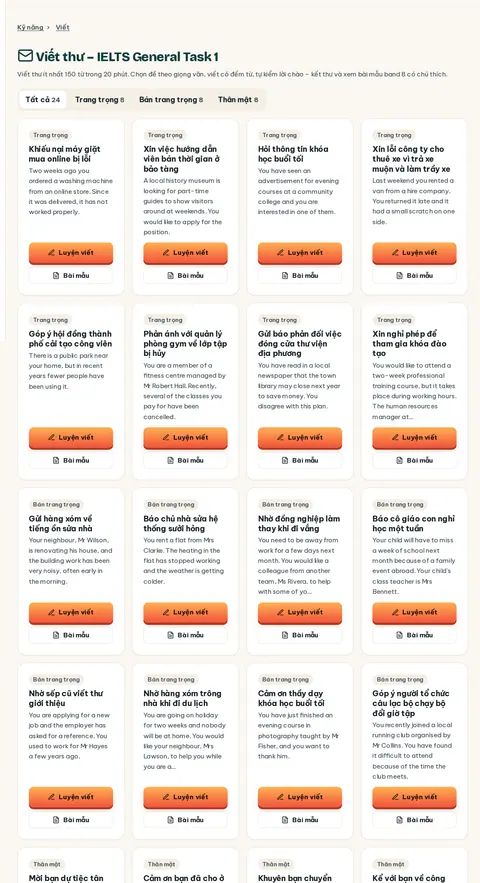 Kỹ năng › Viết
Viết thư – IELTS General Task 1
Viết thư ít nhất 150 từ trong 20 phút. Chọn đề theo giọng văn, viết có đếm từ, tự kiểm lời chào – kết thư và xem bài mẫu band 8 có chú thích.
Tất cả 24 Trang trọng 8 Bán trang trọng 8 Thân mật 8
Trang trọng
Khiếu nại máy giặt
mua online bị lỗi
Two weeks ago you
ordered a washing machine
from an online store. Since
it was delivered, it has not
worked properly.
Luyện viết
Bài mẫu
Trang trọng
Xin việc hướng dẫn
viên bán thời gian ở
bảo tàng
A local history museum is
looking for part-time
guides to show visitors
around at weekends. You
would like to apply for the
position.
Luyện viết
Bài mẫu
Trang trọng
Hỏi thông tin khóa
học buổi tối
You have seen an
advertisement for evening
courses at a community
college and you are
interested in one of them.
Luyện viết
Bài mẫu
Trang trọng
Xin lỗi công ty cho
thuê xe vì trả xe
muộn và làm trầy xe
Last weekend you rented a
van from a hire company.
You returned it late and it
had a small scratch on one
side.
Luyện viết
Bài mẫu
Trang trọng
Góp ý hội đồng thành
phố cải tạo công viên
There is a public park near
your home, but in recent
years fewer people have
been using it.
Luyện viết
Bài mẫu
Trang trọng
Phản ánh với quản lý
phòng gym về lớp tập
bị hủy
You are a member of a
fitness centre managed by
Mr Robert Hall. Recently,
several of the classes you
pay for have been
cancelled.
Luyện viết
Bài mẫu
Trang trọng
Gửi báo phản đối việc
đóng cửa thư viện
địa phương
You have read in a local
newspaper that the town
library may close next year
to save money. You
disagree with this plan.
Luyện viết
Bài mẫu
Trang trọng
Xin nghỉ phép để
tham gia khóa đào
tạo
You would like to attend a
two-week professional
training course, but it takes
place during working hours.
The human resources
manager at...
Luyện viết
Bài mẫu
Bán trang trọng
Gửi hàng xóm về
tiếng ồn sửa nhà
Your neighbour, Mr Wilson,
is renovating his house, and
the building work has been
very noisy, often early in
the morning.
Luyện viết
Bài mẫu
Bán trang trọng
Báo chủ nhà sửa hệ
thống sưởi hỏng
You rent a flat from Mrs
Clarke. The heating in the
flat has stopped working
and the weather is getting
colder.
Luyện viết
Bài mẫu
Bán trang trọng
Nhờ đồng nghiệp làm
thay khi đi vắng
You need to be away from
work for a few days next
month. You would like a
colleague from another
team, Ms Rivera, to help
with some of yo...
Luyện viết
Bài mẫu
Bán trang trọng
Báo cô giáo con nghỉ
học một tuần
Your child will have to miss
a week of school next
month because of a family
event abroad. Your child's
class teacher is Mrs
Bennett.
Luyện viết
Bài mẫu
Bán trang trọng
Nhờ sếp cũ viết thư
giới thiệu
You are applying for a new
job and the employer has
asked for a reference. You
used to work for Mr Hayes
a few years ago.
Luyện viết
Bài mẫu
Bán trang trọng
Nhờ hàng xóm trông
nhà khi đi du lịch
You are going on holiday
for two weeks and nobody
will be at home. You would
like your neighbour, Mrs
Lawson, to help you while
you are a...
Luyện viết
Bài mẫu
Bán trang trọng
Cảm ơn thầy dạy
khóa học buổi tối
You have just finished an
evening course in
photography taught by Mr
Fisher, and you want to
thank him.
Luyện viết
Bài mẫu
Bán trang trọng
Góp ý người tổ chức
câu lạc bộ chạy bộ
đổi giờ tập
You recently joined a local
running club organised by
Mr Collins. You have found
it difficult to attend
because of the time the
club meets.
Luyện viết
Bài mẫu
Thân mật
Mời bạn dự tiệc tân
Thân mật
Cảm ơn bạn đã cho ở
Thân mật
Khuyên bạn chuyển
Thân mật
Kể với bạn về công